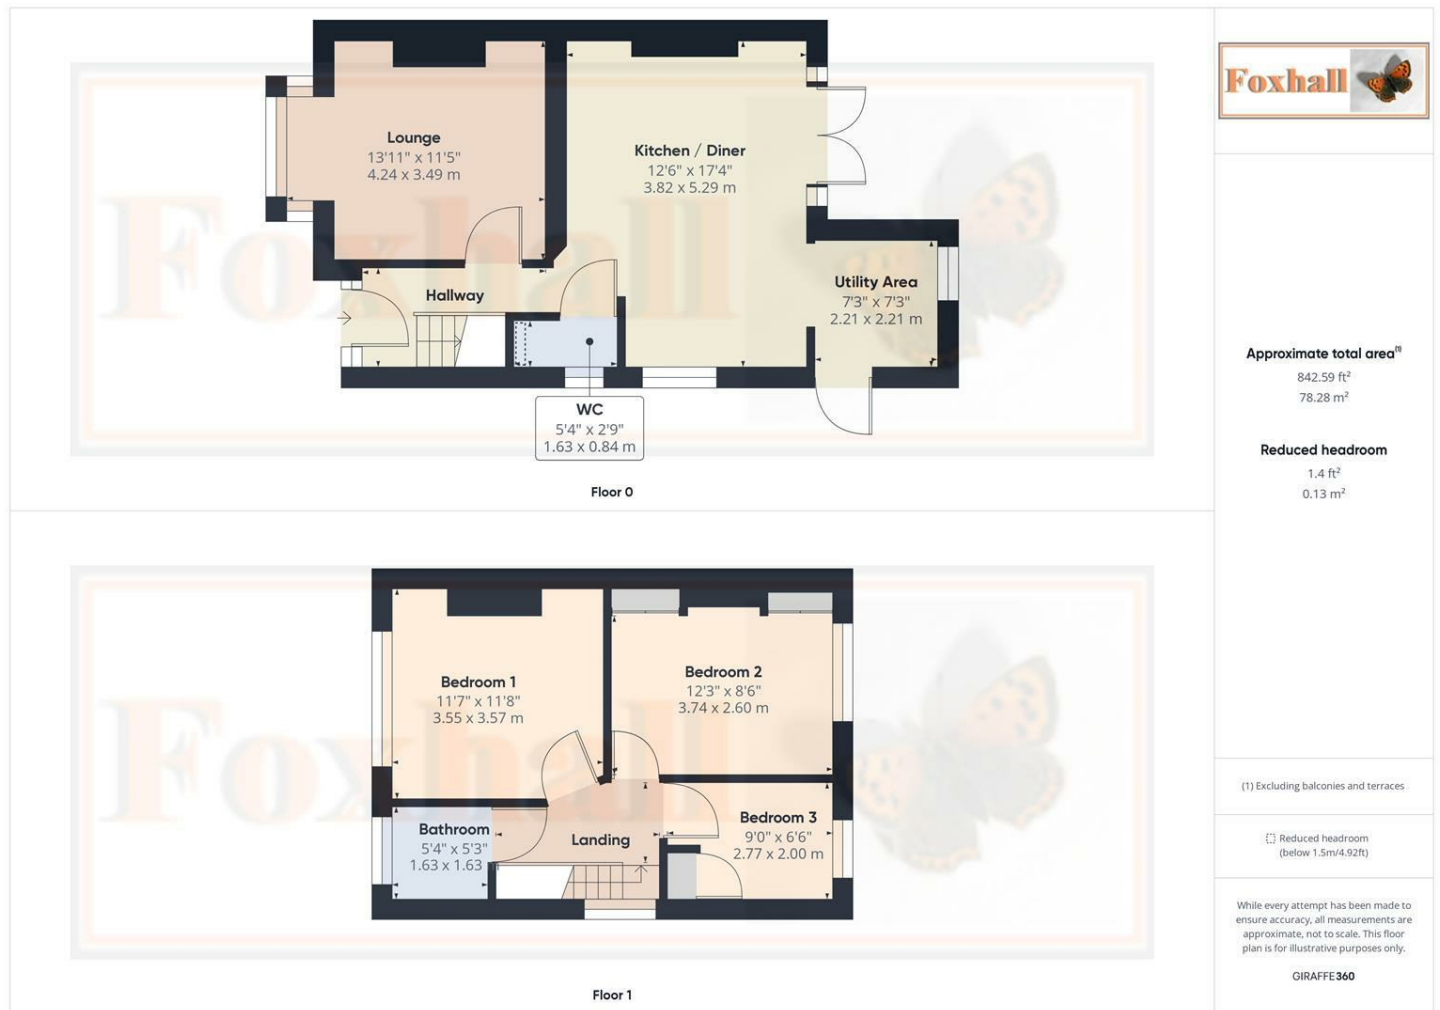 Foxhall
Lounge
13'11" x 11'5"
4.24 x 3.49 m
Kitchen / Diner
12'6" x 17'4"
3.82 x 5.29 m
Utility Area
7'3" x 7'3"
2.21 x 2.21 m
Hallway
WC
5'4" x 2'9"
1.63 x 0.84 m
Foxhall
Floor 0
Bedroom 1
11'7" x 11'8"
3.55 x 3.57 m
Bedroom 2
12'3" x 8'6"
3.74 x 2.60 m
Bathroom
5'4" x 5'3"
1.63 x 1.63 m
Landing
Bedroom 3
9'0" x 6'6"
2.77 x 2.00 m
Foxhall
Floor 1
Approximate total area⁽¹⁾
842.59 ft²
78.28 m²
Reduced headroom
1.4 ft²
0.13 m²
(1) Excluding balconies and terraces
Reduced headroom
(below 1.5m/4.92ft)
While every attempt has been made to
ensure accuracy, all measurements are
approximate, not to scale. This floor
plan is for illustrative purposes only.
GIRAFFE360